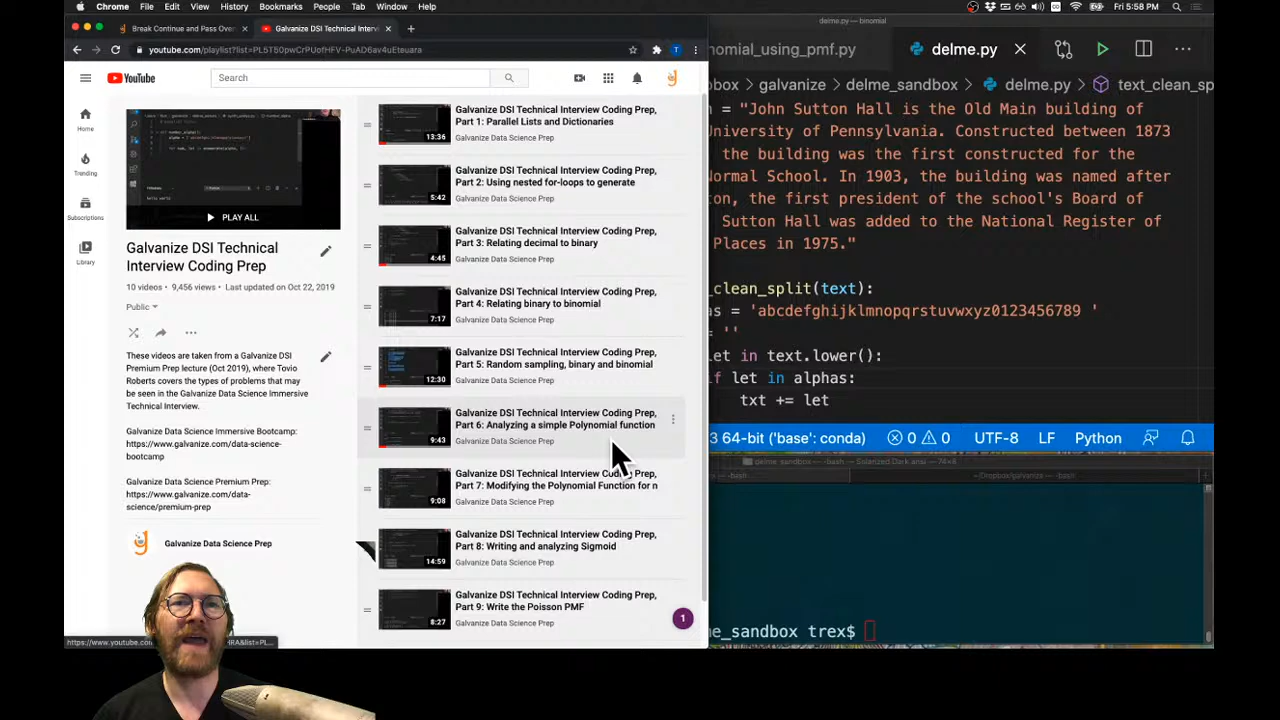 Chrome File Edit View History Bookmarks People Tab Window Help
Fri 5:58 PM
delme.py — binomial
Break Continue and Pass Over
Galvanize DSI Technical Interv
youtube.com/playlist?list=PL5T50pwCrPUofHFV-PuAD6av4uEteuara
YouTube
Search
Home
Trending
Subscriptions
Library
PLAY ALL
Galvanize DSI Technical
Interview Coding Prep
10 videos • 9,456 views • Last updated on Oct 22, 2019
Public
These videos are taken from a Galvanize DSI
Premium Prep lecture (Oct 2019), where Tovio
Roberts covers the types of problems that may
be seen in the Galvanize Data Science Immersive
Technical Interview.
Galvanize Data Science Immersive Bootcamp:
https://www.galvanize.com/data-science-
bootcamp
Galvanize Data Science Premium Prep:
https://www.galvanize.com/data-
science/premium-prep
Galvanize Data Science Prep
Galvanize DSI Technical Interview Coding Prep,
Part 1: Parallel Lists and Dictionaries
Galvanize Data Science Prep
13:36
Galvanize DSI Technical Interview Coding Prep,
Part 2: Using nested for-loops to generate
Galvanize Data Science Prep
5:42
Galvanize DSI Technical Interview Coding Prep,
Part 3: Relating decimal to binary
Galvanize Data Science Prep
4:45
Galvanize DSI Technical Interview Coding Prep,
Part 4: Relating binary to binomial
Galvanize Data Science Prep
7:17
Galvanize DSI Technical Interview Coding Prep,
Part 5: Random sampling, binary and binomial
Galvanize Data Science Prep
12:30
Galvanize DSI Technical Interview Coding Prep,
Part 6: Analyzing a simple Polynomial function
Galvanize Data Science Prep
9:43
Galvanize DSI Technical Interview Coding Prep,
Part 7: Modifying the Polynomial Function for n
Galvanize Data Science Prep
9:08
Galvanize DSI Technical Interview Coding Prep,
Part 8: Writing and analyzing Sigmoid
Galvanize Data Science Prep
14:59
Galvanize DSI Technical Interview Coding Prep,
Part 9: Write the Poisson PMF
Galvanize Data Science Prep
8:27
1
nomial_using_pmf.py delme.py
box > galvanize > delme_sandbox > delme.py > text_clean_sp
= "John Sutton Hall is the Old Main building of
University of Pennsylvania. Constructed between 1873
the building was the first constructed for the
Normal School. In 1903, the building was named after
on, the first president of the school's Board of
Sutton Hall was added to the National Register of
Places in 1975."
_clean_split(text):
as = 'abcdefghijklmnopqrstuvwxyz0123456789 '
= ''
let in text.lower():
if let in alphas:
txt += let
3 64-bit ('base': conda) 0 0 UTF-8 LF Python
delme_sandbox — -bash — Solarized Dark ansi — 74×8
-bash ~/Dropbox/galvanize — -bash
me_sandbox trex$